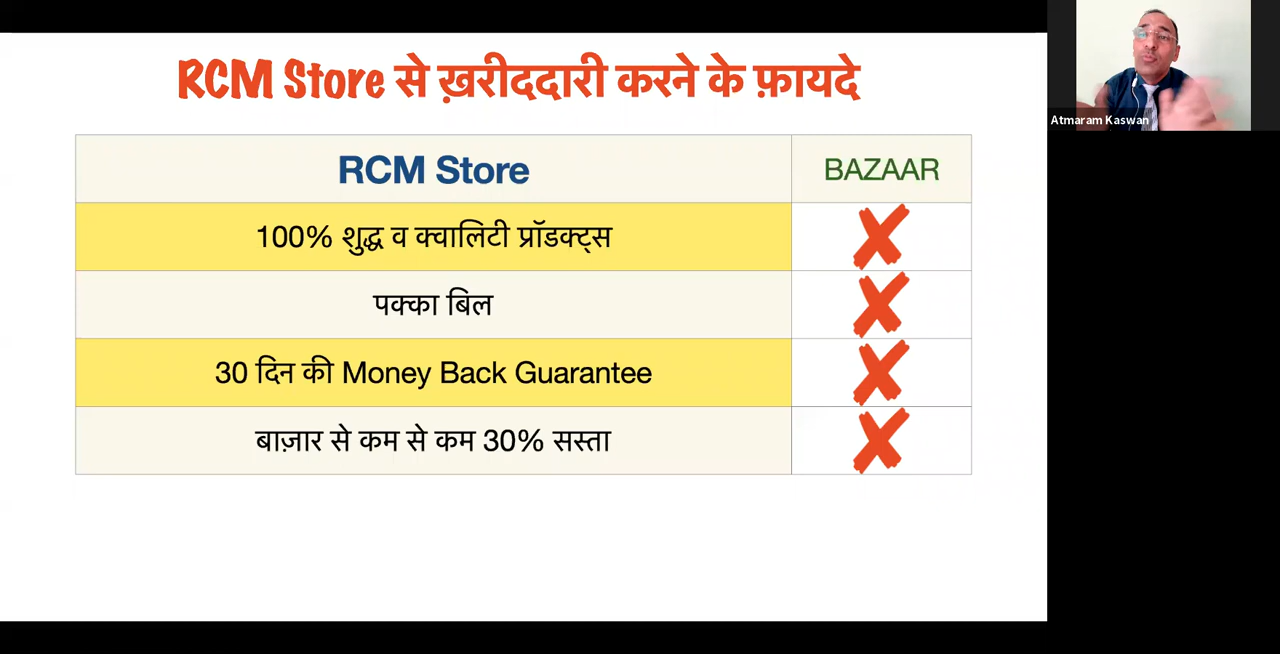 RCM Store से ख़रीददारी करने के फ़ायदे
Atmaram Kaswan
RCM Store
BAZAAR
100% शुद्ध व क्वालिटी प्रॉडक्ट्स
पक्का बिल
30 दिन की Money Back Guarantee
बाज़ार से कम से कम 30% सस्ता